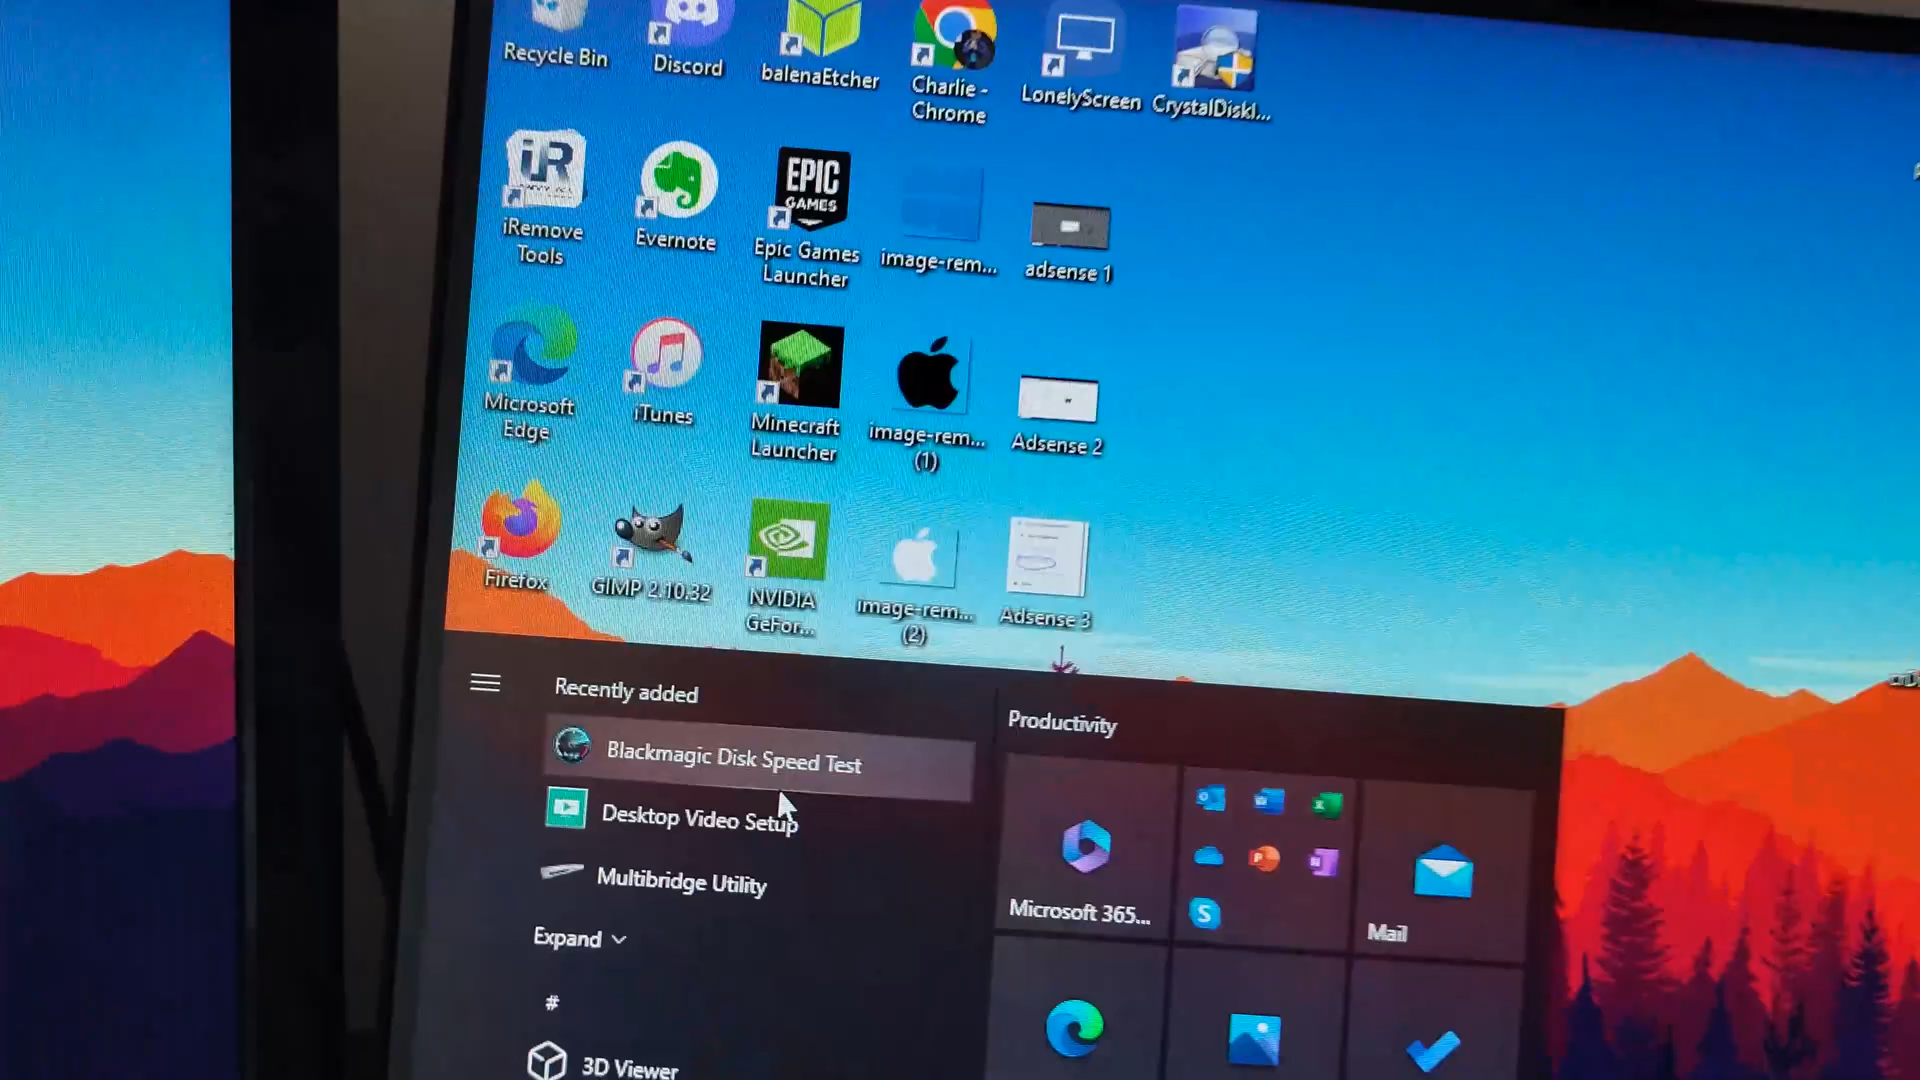 Recycle Bin
Discord
balenaEtcher
Charlie -
Chrome
LonelyScreen
CrystalDiskI...
iR
iRemove
Tools
Evernote
EPIC
GAMES
Epic Games
Launcher
image-rem...
adsense 1
Microsoft
Edge
iTunes
Minecraft
Launcher
image-rem...
(1)
Adsense 2
Firefox
GIMP 2.10.32
NVIDIA
GeFor...
image-rem...
(2)
Adsense 3
Recently added
Blackmagic Disk Speed Test
Desktop Video Setup
Multibridge Utility
Expand
#
3D Viewer
Productivity
Microsoft 365...
Mail